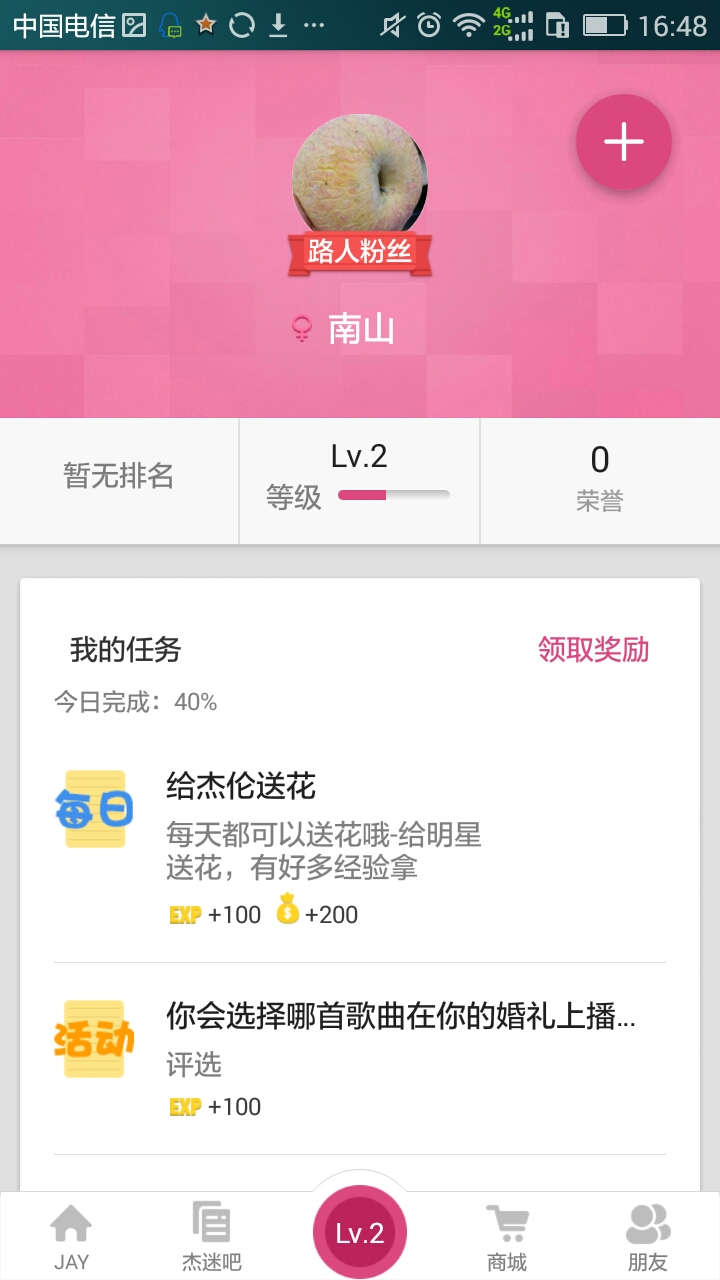 中国电信 4G 2G 16:48
路人粉丝
南山
暂无排名
Lv.2
等级
0
荣誉
我的任务 领取奖励
今日完成：40%
每日
给杰伦送花
每天都可以送花哦-给明星
送花，有好多经验拿
EXP +100 $ +200
活动
你会选择哪首歌曲在你的婚礼上播...
评选
EXP +100
JAY 杰迷吧 Lv.2 商城 朋友